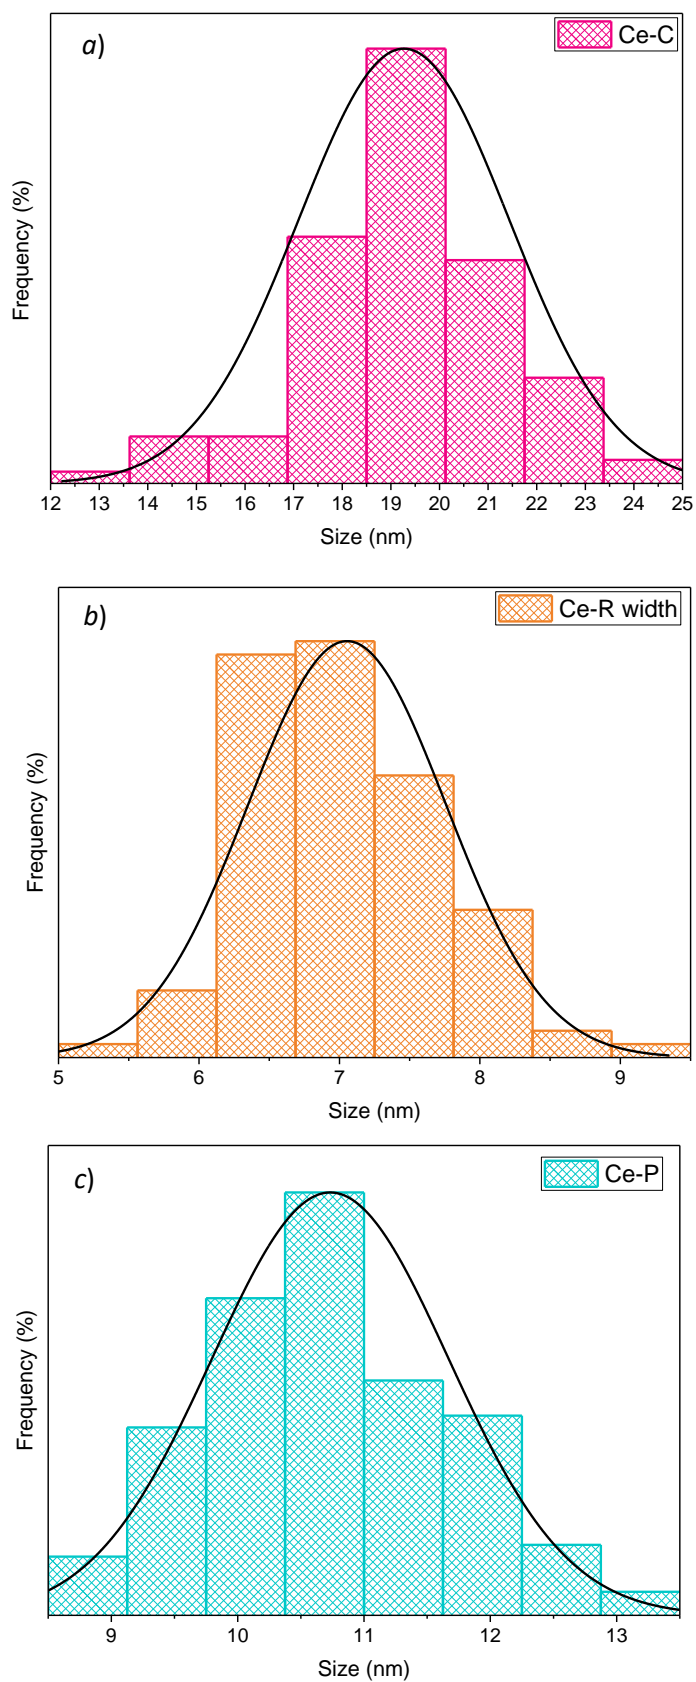 a)
Ce-C
Frequency (%)
12 13 14 15 16 17 18 19 20 21 22 23 24 25
Size (nm)
b)
Ce-R width
Frequency (%)
5 6 7 8 9
Size (nm)
c)
Ce-P
Frequency (%)
9 10 11 12 13
Size (nm)